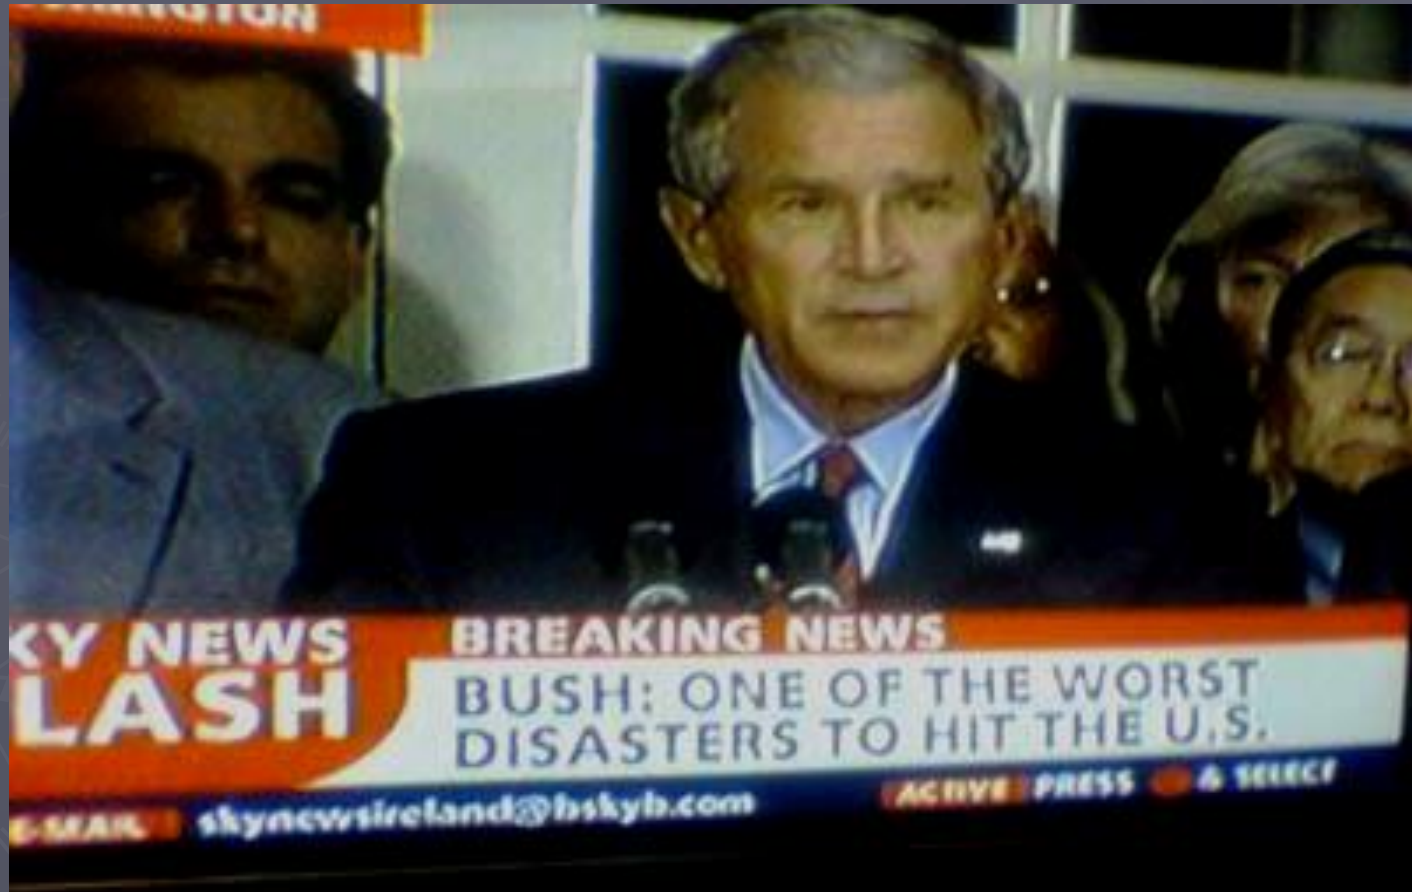 KY NEWS
LASH
BREAKING NEWS
BUSH: ONE OF THE WORST
DISASTERS TO HIT THE U.S.
E-MAIL skynewsireland@bskyb.com
ACTIVE PRESS & SELECT